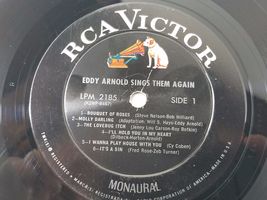 RCA VICTOR
EDDY ARNOLD SINGS THEM AGAIN
LPM 2185
SIDE 1
1-BOUQUET OF ROSES (Steve Nelson-Bob Hilliard)
2-MOLLY DARLING (Adaptation: Will S. Hays-Eddy Arnold)
3-THE LOVEBUG ITCH (Jenny Lou Carson-Roy Botkin)
4-I'LL HOLD YOU IN MY HEART
(Dilbeck-Horton-Arnold)
5-I WANNA PLAY HOUSE WITH YOU (Cy Coben)
6-IT'S A SIN (Fred Rose-Zeb Turner)
MONAURAL